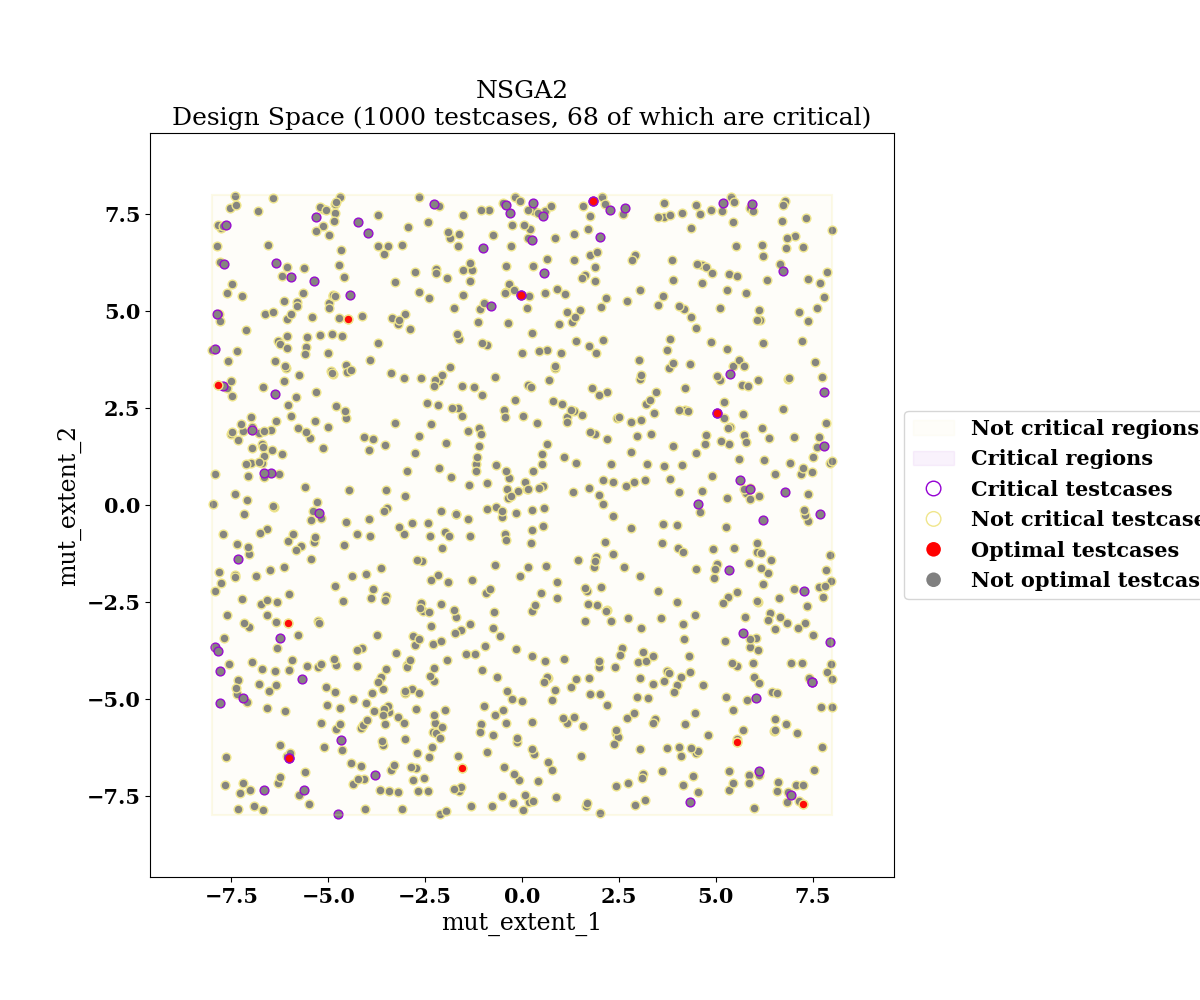 NSGA2
Design Space (1000 testcases, 68 of which are critical)
7.5
5.0
2.5
0.0
−2.5
−5.0
−7.5
mut_extent_2
−7.5 −5.0 −2.5 0.0 2.5 5.0 7.5
mut_extent_1
Not critical regions
Critical regions
Critical testcases
Not critical testcase
Optimal testcases
Not optimal testcas